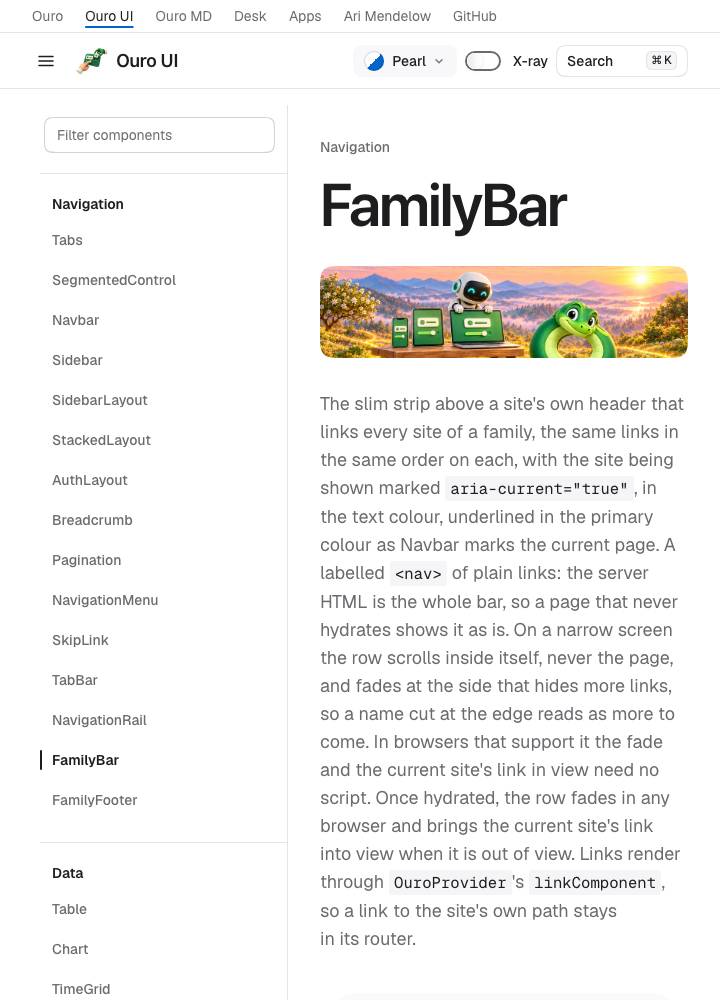 Ouro
Ouro UI
Ouro MD
Desk
Apps
Ari Mendelow
GitHub
Ouro UI
Pearl
X-ray
Search
⌘ K
Filter components
Navigation
Tabs
SegmentedControl
Navbar
Sidebar
SidebarLayout
StackedLayout
AuthLayout
Breadcrumb
Pagination
NavigationMenu
SkipLink
TabBar
NavigationRail
FamilyBar
FamilyFooter
Data
Table
Chart
TimeGrid
Navigation
FamilyBar
The slim strip above a site's own header that
links every site of a family, the same links in
the same order on each, with the site being
shown marked aria-current="true", in
the text colour, underlined in the primary
colour as Navbar marks the current page. A
labelled <nav> of plain links: the server
HTML is the whole bar, so a page that never
hydrates shows it as is. On a narrow screen
the row scrolls inside itself, never the page,
and fades at the side that hides more links,
so a name cut at the edge reads as more to
come. In browsers that support it the fade
and the current site's link in view need no
script. Once hydrated, the row fades in any
browser and brings the current site's link
into view when it is out of view. Links render
through OuroProvider's linkComponent,
so a link to the site's own path stays
in its router.